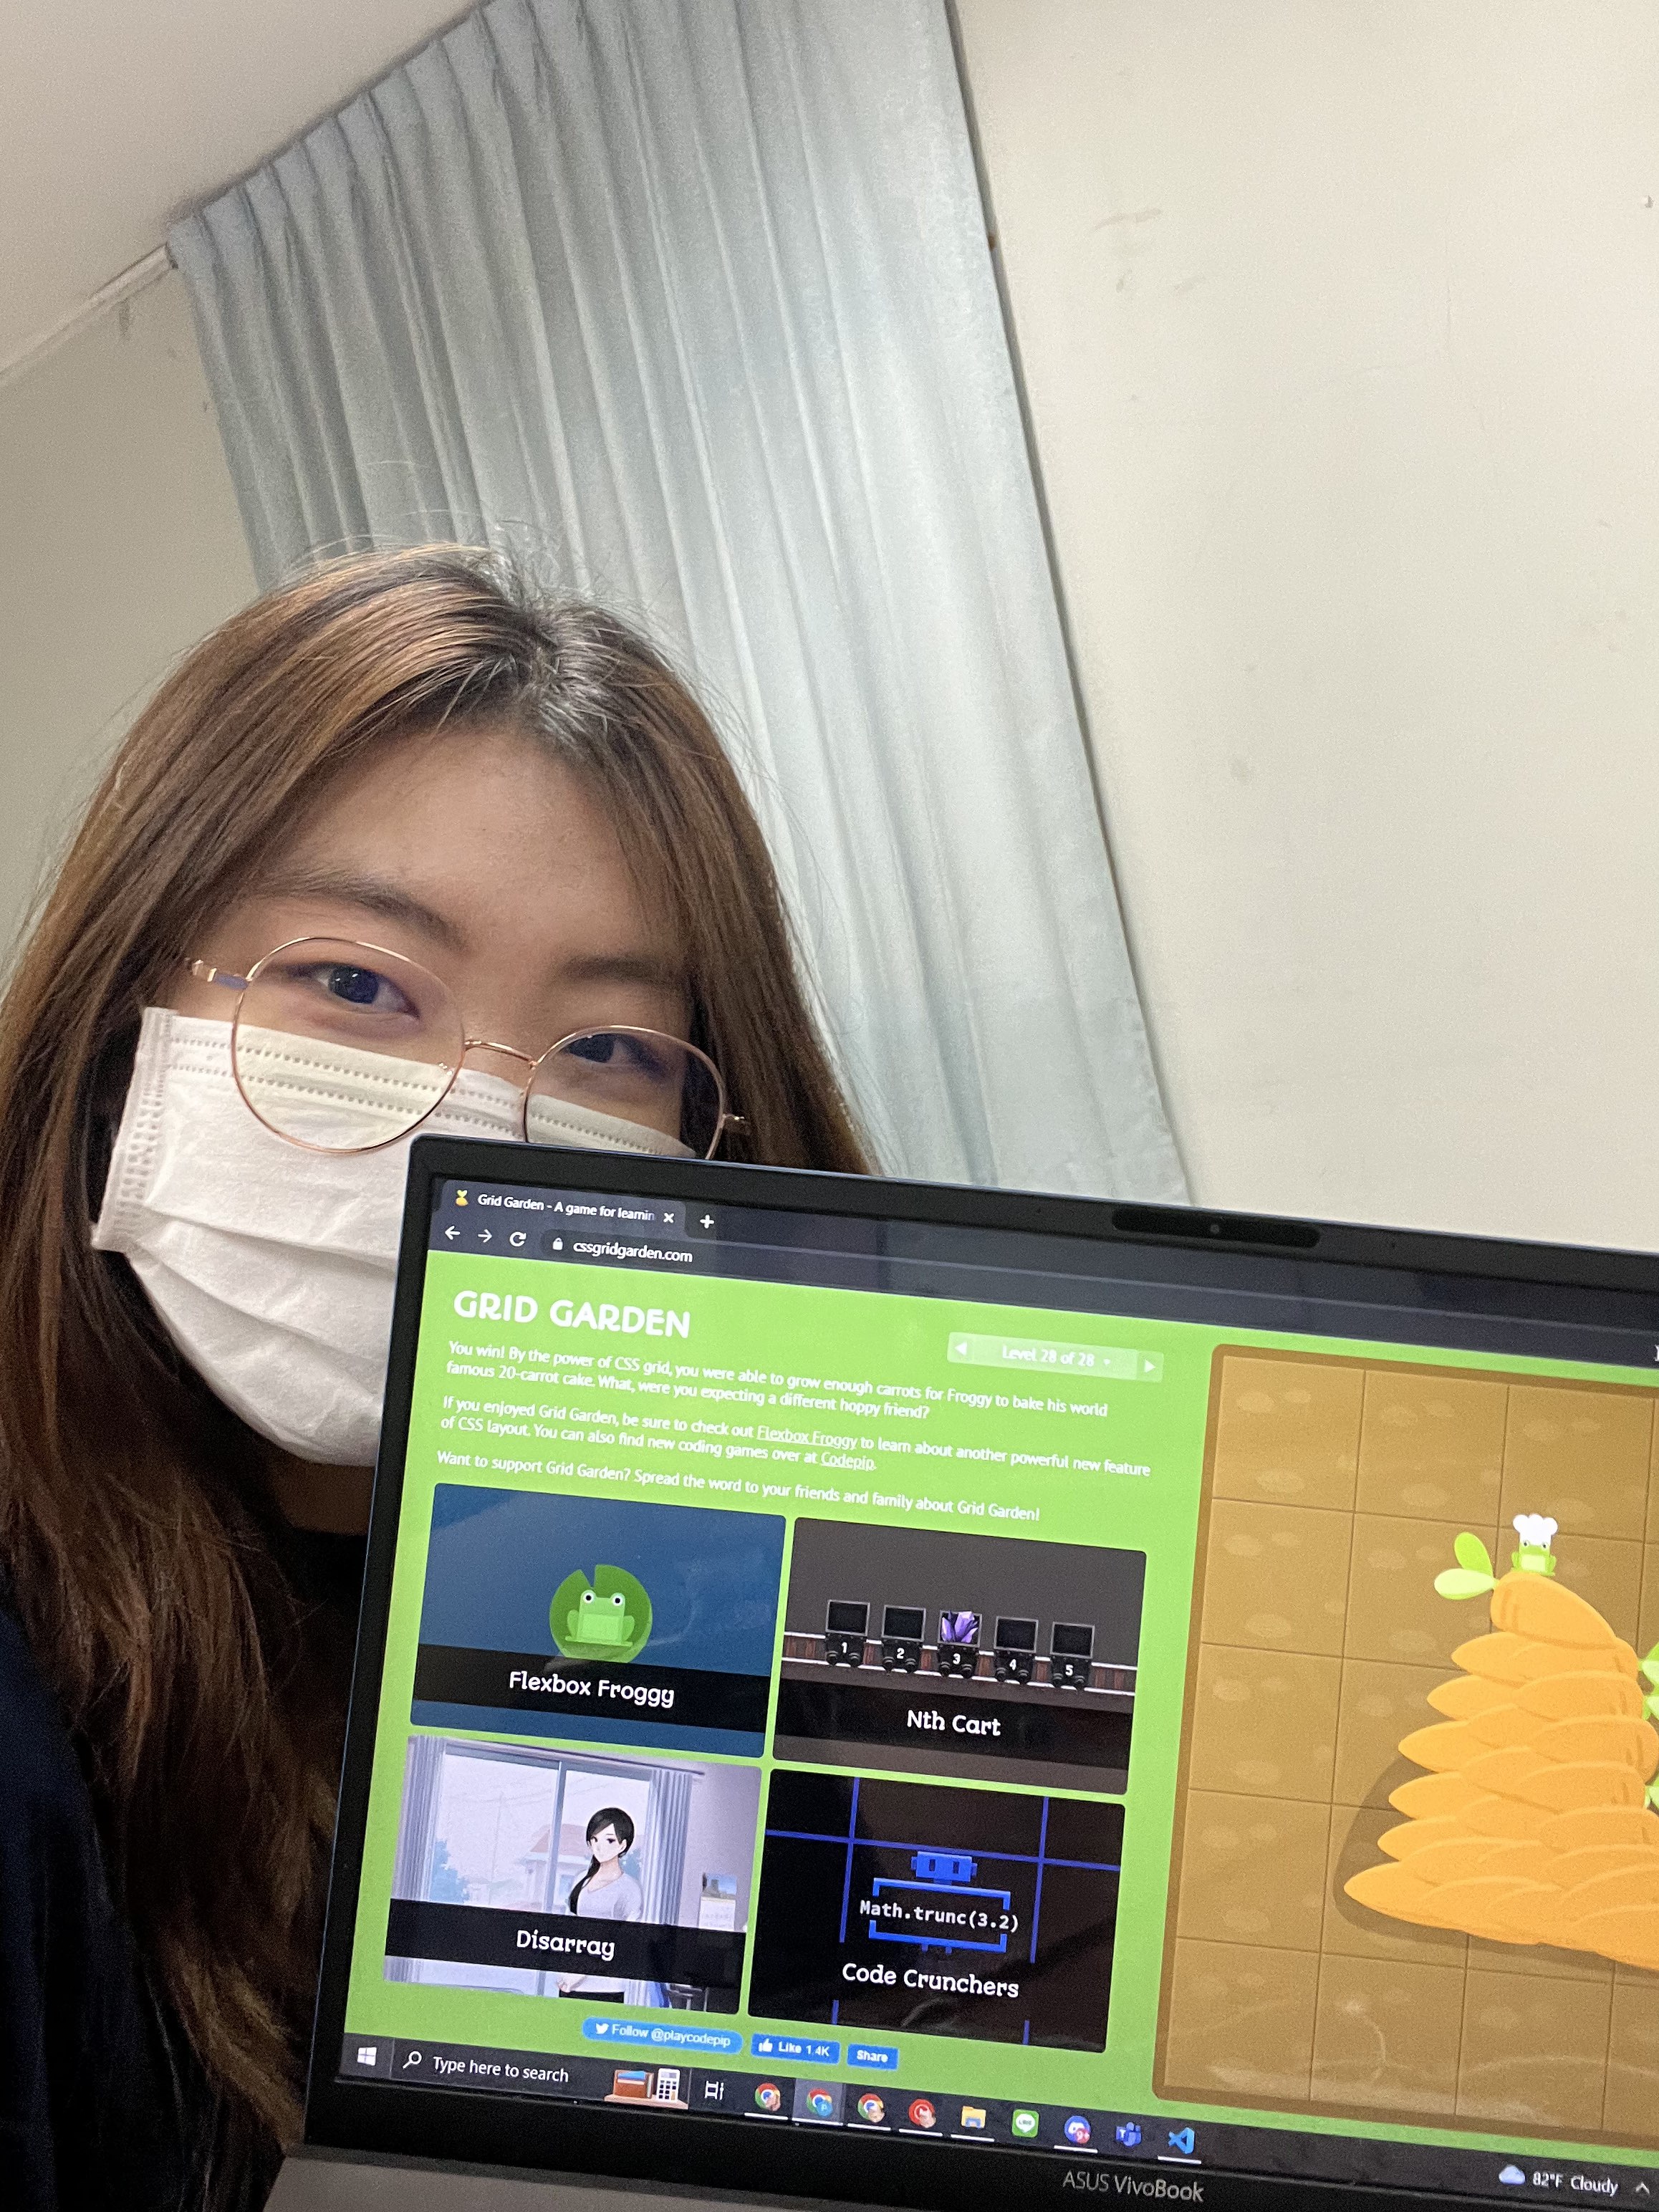 Grid Garden - A game for learnin
cssgridgarden.com
GRID GARDEN
Level 28 of 28
You win! By the power of CSS grid, you were able to grow enough carrots for Froggy to bake his world
famous 20-carrot cake. What, were you expecting a different hoppy friend?
If you enjoyed Grid Garden, be sure to check out Flexbox Froggy to learn about another powerful new feature
of CSS layout. You can also find new coding games over at Codepip.
Want to support Grid Garden? Spread the word to your friends and family about Grid Garden!
Flexbox Froggy
1 2 3 4 5
Nth Cart
Disarray
Math.trunc(3.2)
Code Crunchers
Follow @playcodepip
Like 1.4K
Share
Type here to search
82°F Cloudy
ASUS VivoBook